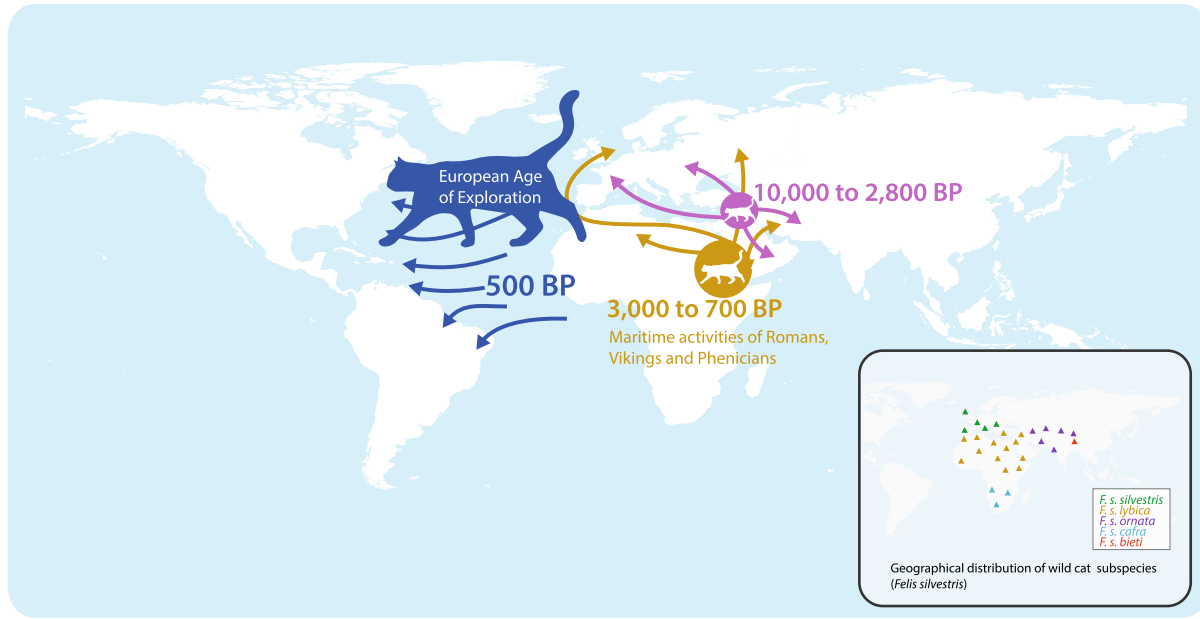 European Age
of Exploration
10,000 to 2,800 BP
500 BP
3,000 to 700 BP
Maritime activities of Romans,
Vikings and Phenicians
F. s. silvestris
F. s. lybica
F. s. ornata
F. s. cafra
F. s. bieti
Geographical distribution of wild cat subspecies
(Felis silvestris)